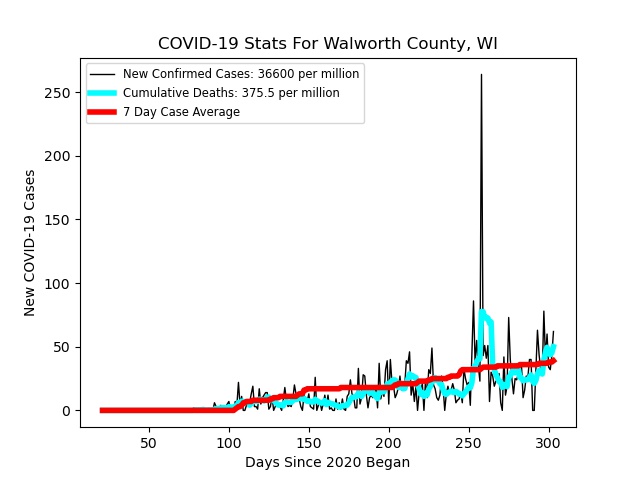 COVID-19 Stats For Walworth County, WI
New Confirmed Cases: 36600 per million
Cumulative Deaths: 375.5 per million
7 Day Case Average
New COVID-19 Cases
250
200
150
100
50
0
50 100 150 200 250 300
Days Since 2020 Began